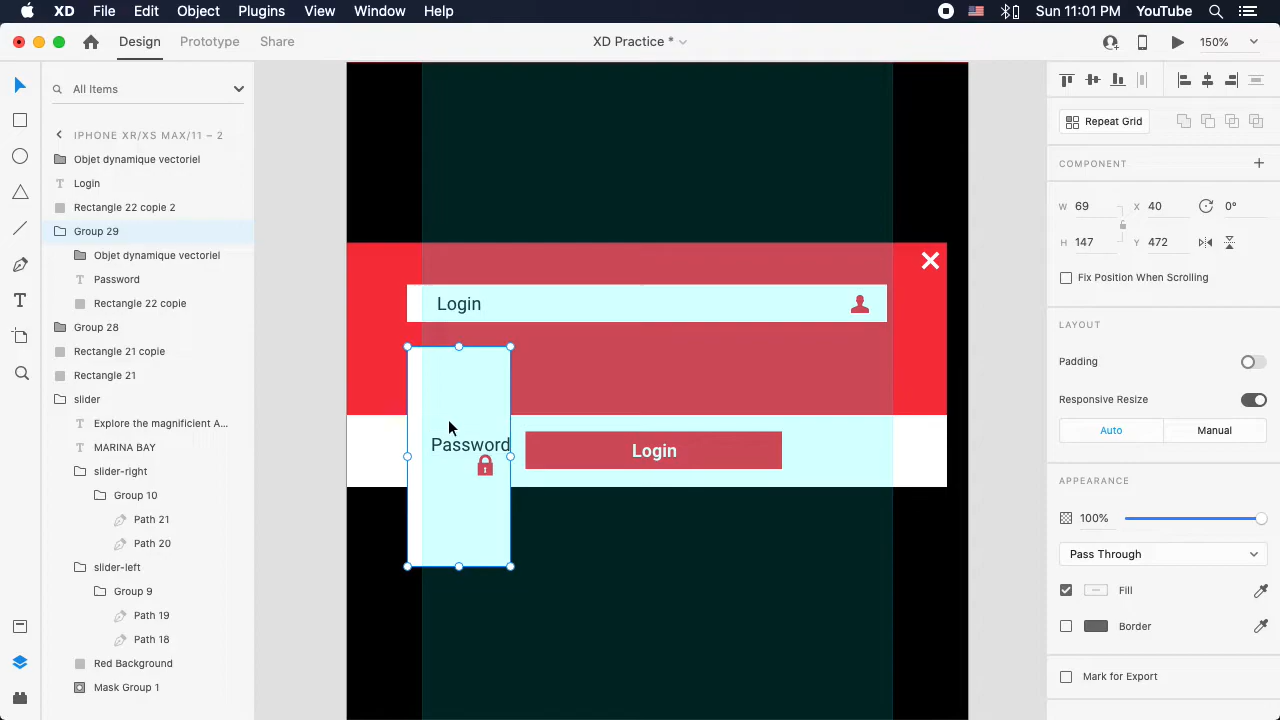 XD File Edit Object Plugins View Window Help Sun 11:01 PM YouTube
Design Prototype Share XD Practice * 150%
All Items
IPHONE XR/XS MAX/11 – 2
Objet dynamique vectoriel
Login
Rectangle 22 copie 2
Group 29
Objet dynamique vectoriel
Password
Rectangle 22 copie
Group 28
Rectangle 21 copie
Rectangle 21
slider
Explore the magnificient A...
MARINA BAY
slider-right
Group 10
Path 21
Path 20
slider-left
Group 9
Path 19
Path 18
Red Background
Mask Group 1
Login
Password
Login
Repeat Grid
COMPONENT
W 69 X 40 0°
H 147 Y 472
Fix Position When Scrolling
LAYOUT
Padding
Responsive Resize
Auto Manual
APPEARANCE
100%
Pass Through
Fill
Border
Mark for Export